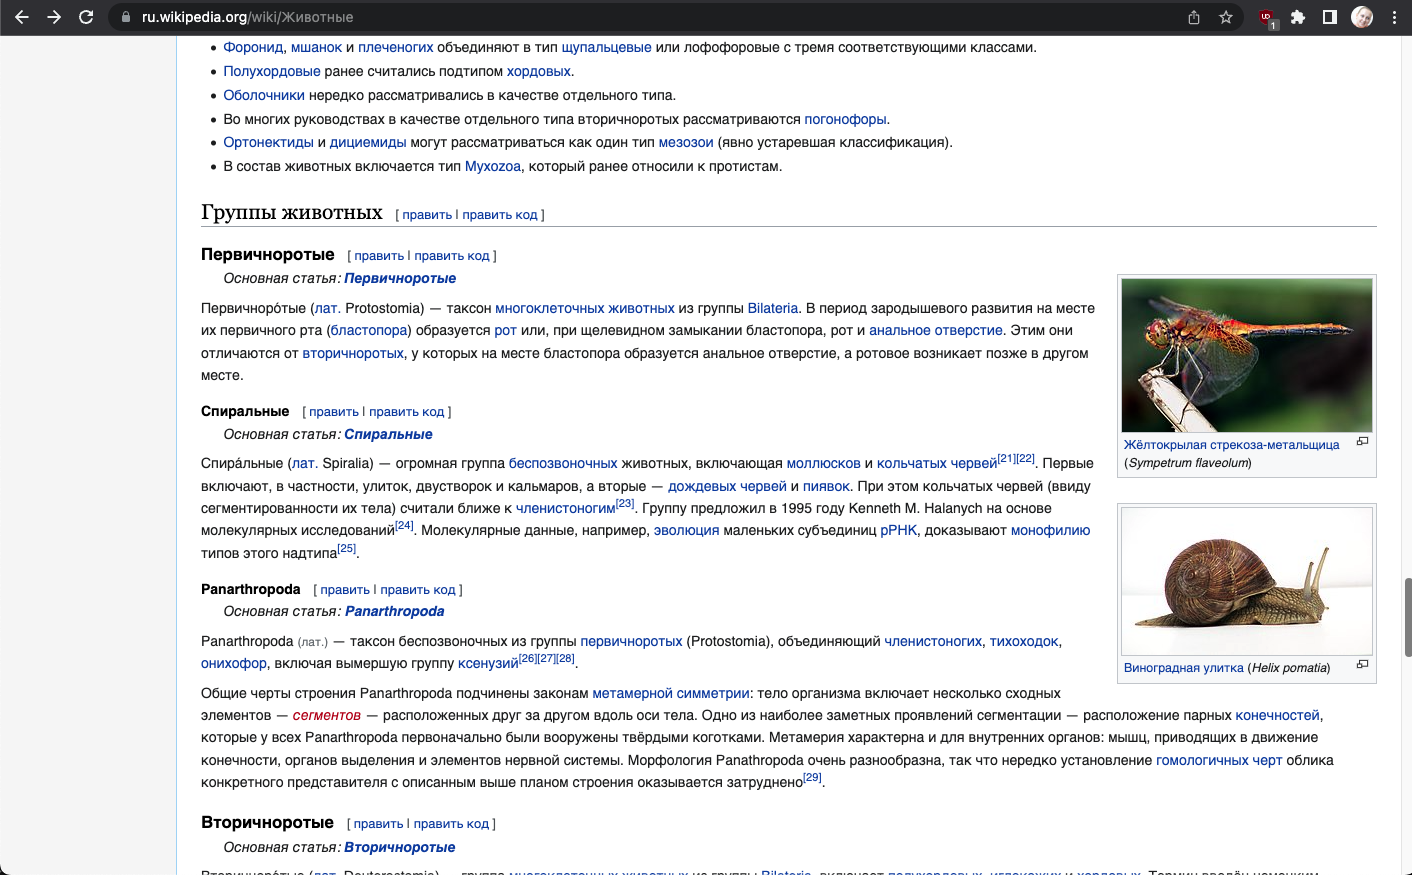 ru.wikipedia.org/wiki/Животные
1
Форонид, мшанок и плеченогих объединяют в тип щупальцевые или лофофоровые с тремя соответствующими классами.
Полухордовые ранее считались подтипом хордовых.
Оболочники нередко рассматривались в качестве отдельного типа.
Во многих руководствах в качестве отдельного типа вторичноротых рассматриваются погонофоры.
Ортонектиды и дициемиды могут рассматриваться как один тип мезозои (явно устаревшая классификация).
В состав животных включается тип Myxozoa, который ранее относили к протистам.
Группы животных [ править | править код ]
Первичноротые [ править | править код ]
Основная статья: Первичноротые
Первичноро́тые (лат. Protostomia) — таксон многоклеточных животных из группы Bilateria. В период зародышевого развития на месте
их первичного рта (бластопора) образуется рот или, при щелевидном замыкании бластопора, рот и анальное отверстие. Этим они
отличаются от вторичноротых, у которых на месте бластопора образуется анальное отверстие, а ротовое возникает позже в другом
месте.
Жёлтокрылая стрекоза-метальщица
(Sympetrum flaveolum)
Спиральные [ править | править код ]
Основная статья: Спиральные
Спира́льные (лат. Spiralia) — огромная группа беспозвоночных животных, включающая моллюсков и кольчатых червей[21][22]. Первые
включают, в частности, улиток, двустворок и кальмаров, а вторые — дождевых червей и пиявок. При этом кольчатых червей (ввиду
сегментированности их тела) считали ближе к членистоногим[23]. Группу предложил в 1995 году Kenneth M. Halanych на основе
молекулярных исследований[24]. Молекулярные данные, например, эволюция маленьких субъединиц рРНК, доказывают монофилию
типов этого надтипа[25].
Виноградная улитка (Helix pomatia)
Panarthropoda [ править | править код ]
Основная статья: Panarthropoda
Panarthropoda (лат.) — таксон беспозвоночных из группы первичноротых (Protostomia), объединяющий членистоногих, тихоходок,
онихофор, включая вымершую группу ксенузий[26][27][28].
Общие черты строения Panarthropoda подчинены законам метамерной симметрии: тело организма включает несколько сходных
элементов — сегментов — расположенных друг за другом вдоль оси тела. Одно из наиболее заметных проявлений сегментации — расположение парных конечностей,
которые у всех Panarthropoda первоначально были вооружены твёрдыми коготками. Метамерия характерна и для внутренних органов: мышц, приводящих в движение
конечности, органов выделения и элементов нервной системы. Морфология Panathropoda очень разнообразна, так что нередко установление гомологичных черт облика
конкретного представителя с описанным выше планом строения оказывается затруднено[29].
Вторичноротые [ править | править код ]
Основная статья: Вторичноротые